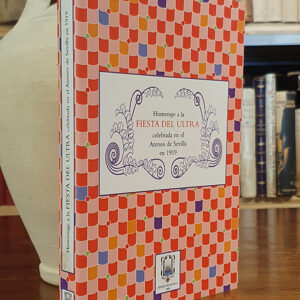 Homenaje a la
FIESTA DEL ULTRA
celebrada en el
Ateneo de Sevilla
en 1919
Homenaje a la FIESTA DEL ULTRA celebrada en el Ateneo de Sevilla en 1919